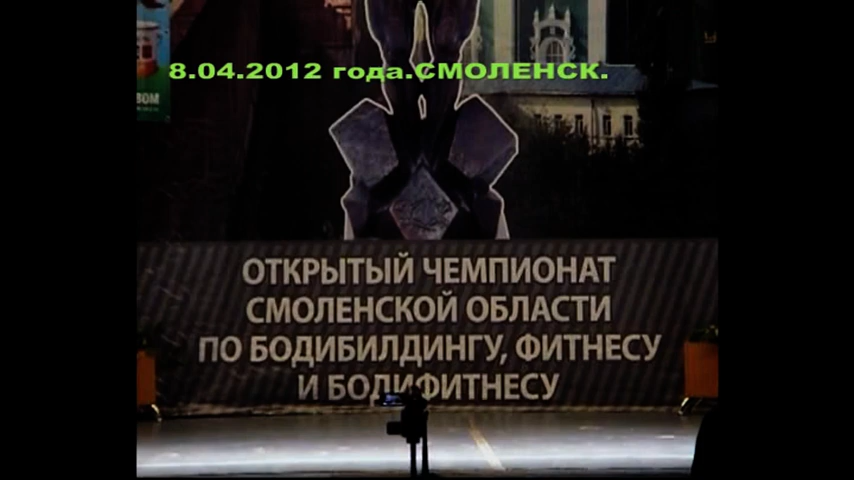 8.04.2012 года.СМОЛЕНСК.
ОТКРЫТЫЙ ЧЕМПИОНАТ
СМОЛЕНСКОЙ ОБЛАСТИ
ПО БОДИБИЛДИНГУ, ФИТНЕСУ
И БОДИФИТНЕСУ